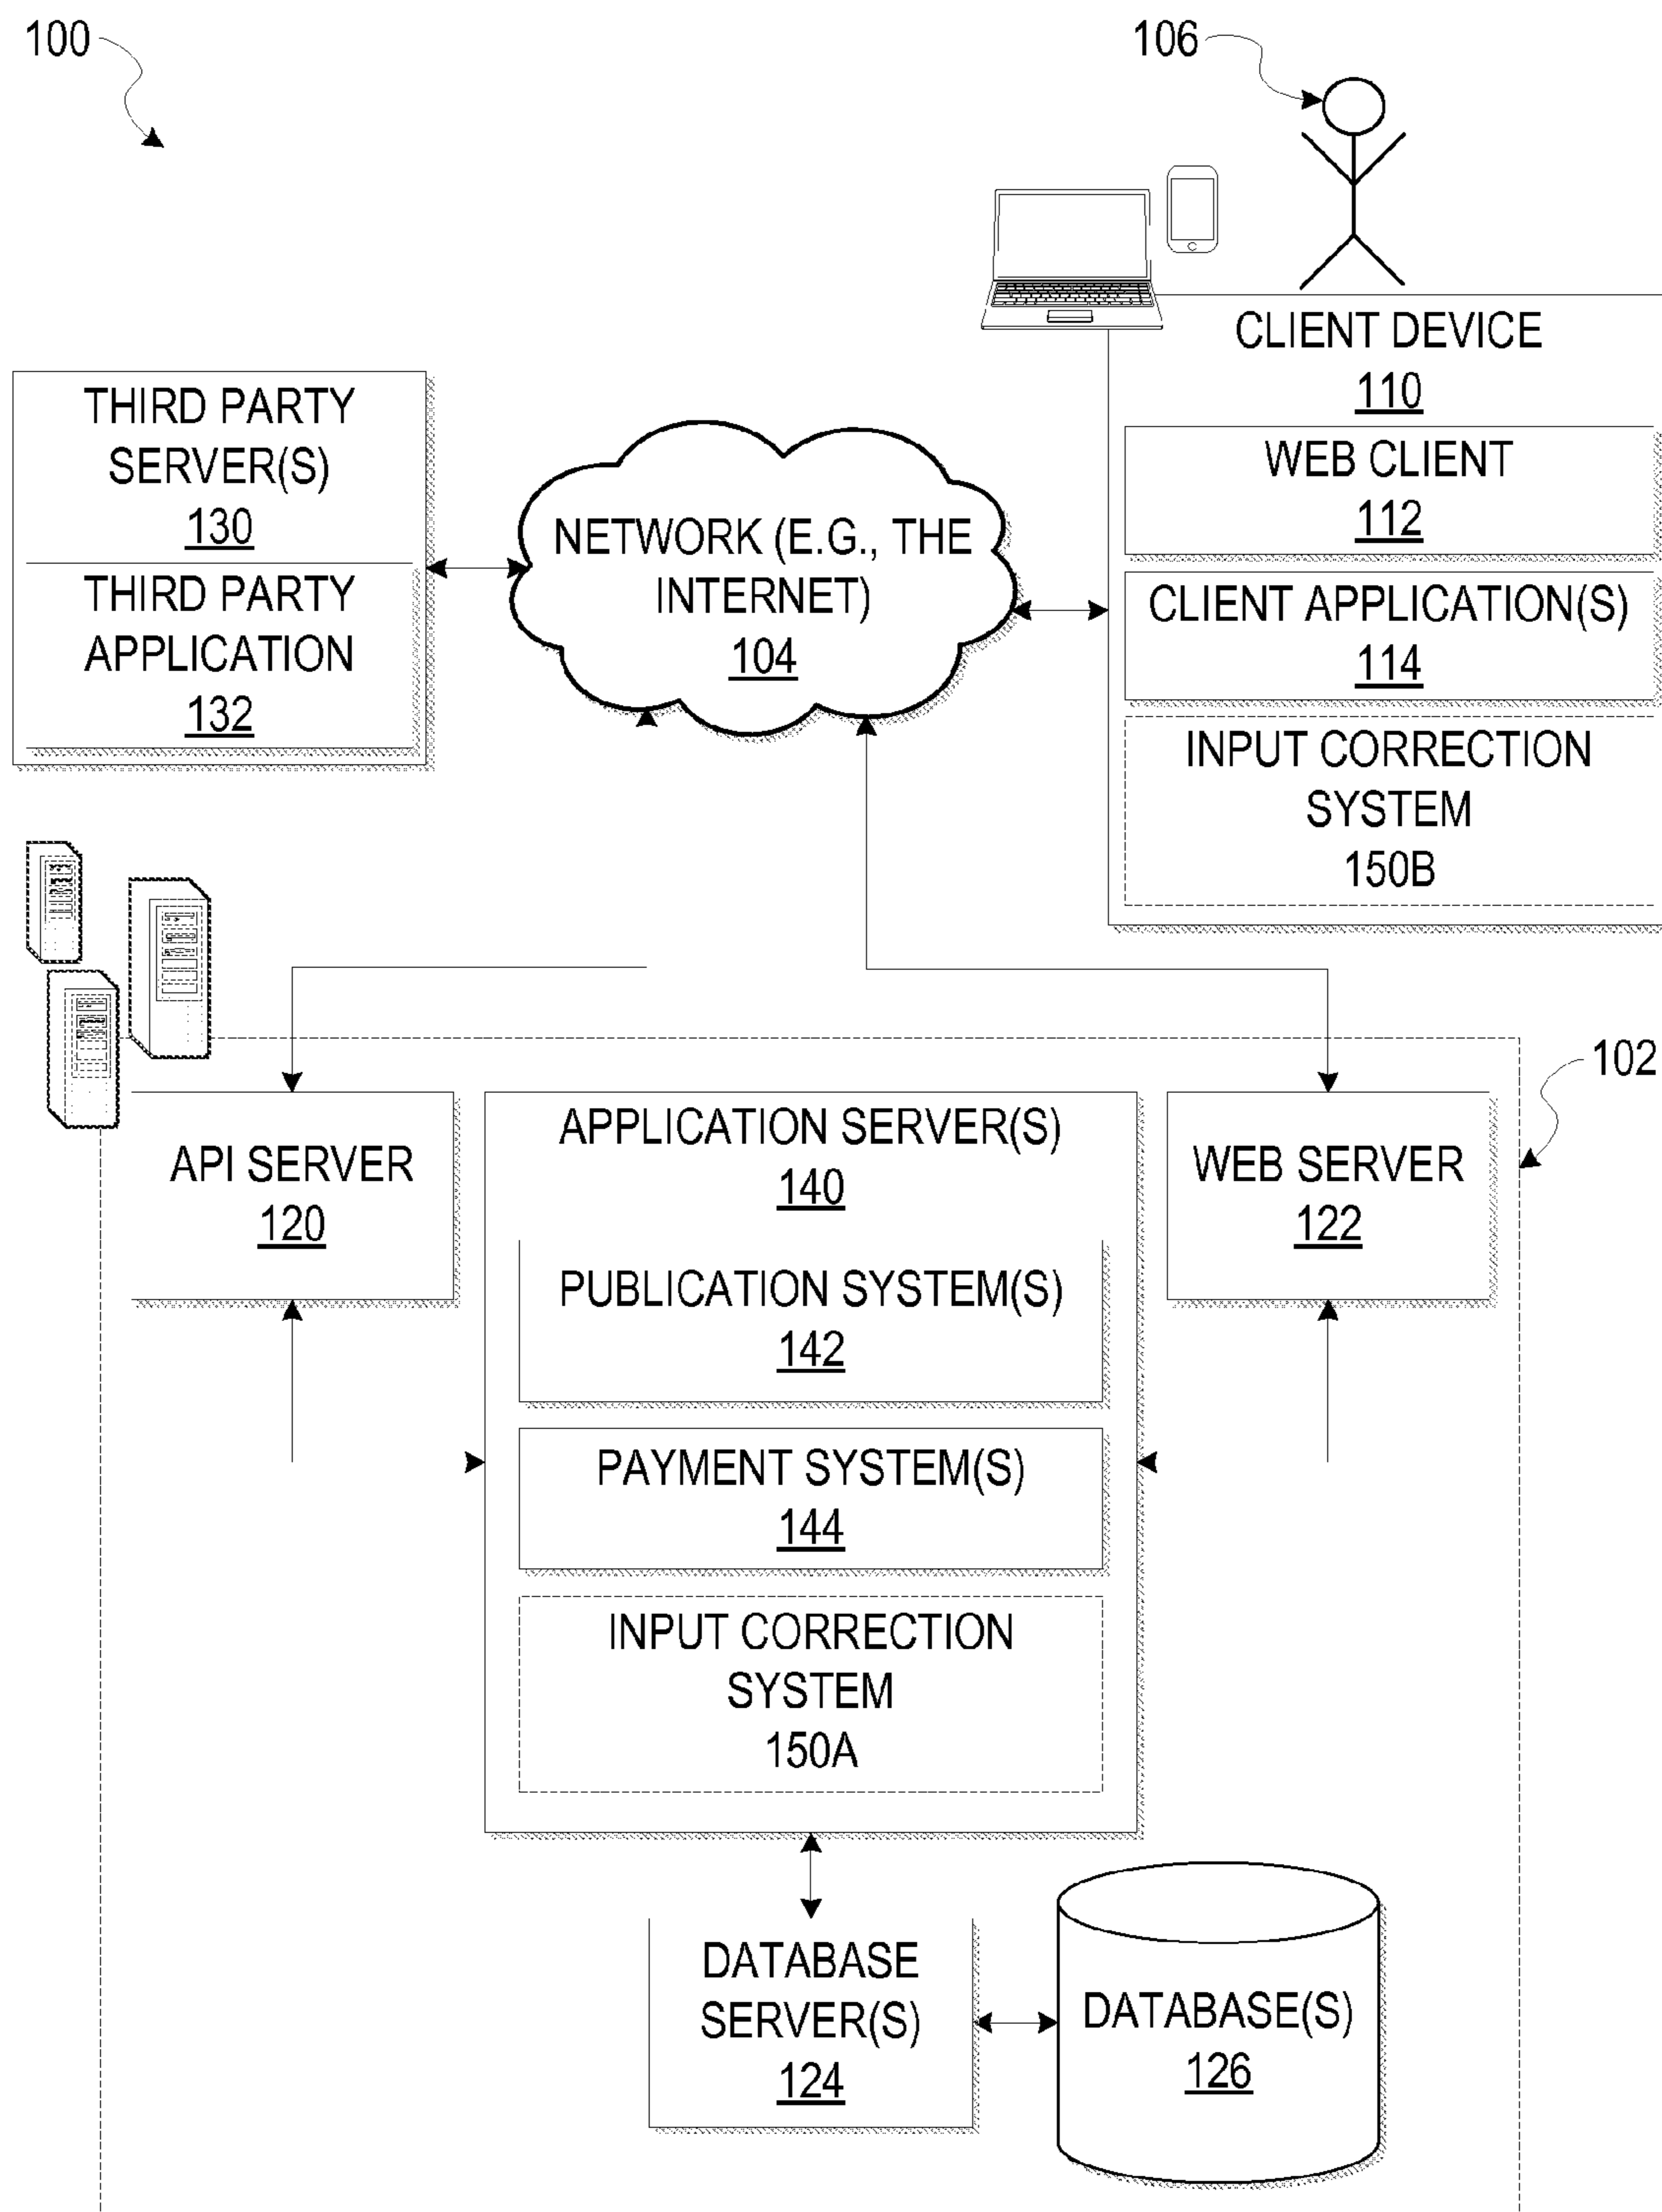 100
106
CLIENT DEVICE
110
WEB CLIENT
112
CLIENT APPLICATION(S)
114
INPUT CORRECTION
SYSTEM
150B
THIRD PARTY
SERVER(S)
130
THIRD PARTY
APPLICATION
132
NETWORK (E.G., THE
INTERNET)
104
102
API SERVER
120
APPLICATION SERVER(S)
140
PUBLICATION SYSTEM(S)
142
PAYMENT SYSTEM(S)
144
INPUT CORRECTION
SYSTEM
150A
WEB SERVER
122
DATABASE
SERVER(S)
124
DATABASE(S)
126